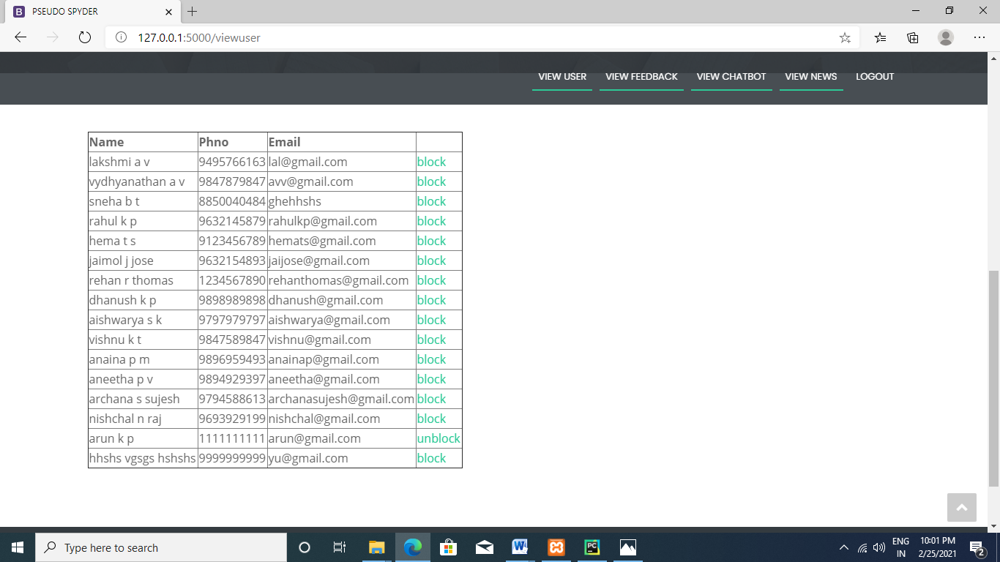 PSEUDO SPYDER
127.0.0.1:5000/viewuser
VIEW USER VIEW FEEDBACK VIEW CHATBOT VIEW NEWS LOGOUT
Name Phno Email
lakshmi a v 9495766163 lal@gmail.com block
vydhyanathan a v 9847879847 avv@gmail.com block
sneha b t 8850040484 ghehhshs block
rahul k p 9632145879 rahulkp@gmail.com block
hema t s 9123456789 hemats@gmail.com block
jaimol j jose 9632154893 jaijose@gmail.com block
rehan r thomas 1234567890 rehanthomas@gmail.com block
dhanush k p 9898989898 dhanush@gmail.com block
aishwarya s k 9797979797 aishwarya@gmail.com block
vishnu k t 9847589847 vishnu@gmail.com block
anaina p m 9896959493 anainap@gmail.com block
aneetha p v 9894929397 aneetha@gmail.com block
archana s sujesh 9794588613 archanasujesh@gmail.com block
nishchal n raj 9693929199 nishchal@gmail.com block
arun k p 1111111111 arun@gmail.com unblock
hhshs vgsgs hshshs 9999999999 yu@gmail.com block
Type here to search
ENG 10:01 PM
IN 2/25/2021 2